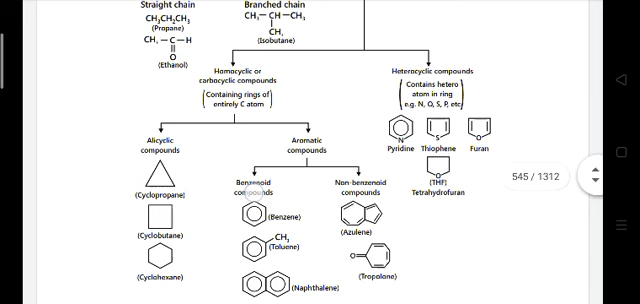 Straight chain
Branched chain
CH₃CH₂CH₃
(Propane)
CH₃ — C — H
O
(Ethanol)
CH₃ — CH — CH₃
CH₃
(Isobutane)
Homocyclic or
carbocyclic compounds
(Containing rings of
entirely C atom)
Heterocyclic compounds
(Contains hetero
atom in ring
e.g. N, O, S, P, etc)
Alicyclic
compounds
Aromatic
compounds
N
Pyridine
S
Thiophene
O
Furan
O
(THF)
Tetrahydrofuran
545 / 1312
(Cyclopropane)
Benzenoid
compounds
Non-benzenoid
compounds
(Cyclobutane)
(Benzene)
(Azulene)
CH₃
(Toluene)
(Cyclohexane)
O
(Tropolone)
(Naphthalene)